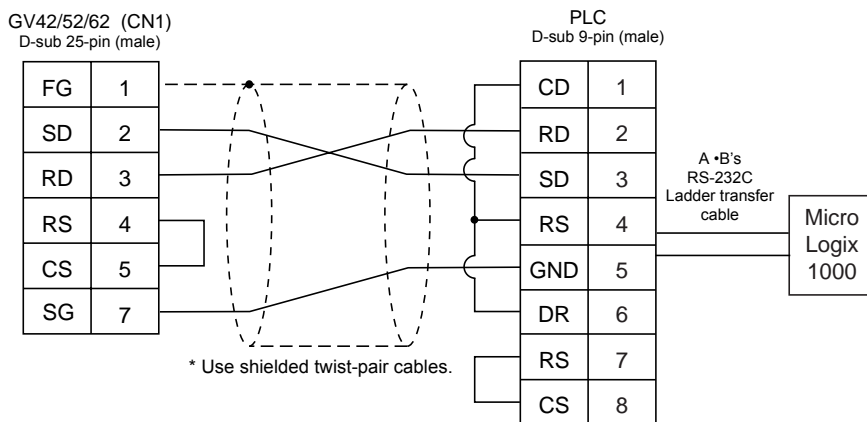 GV42/52/62 (CN1)
D-sub 25-pin (male)
FG 1
SD 2
RD 3
RS 4
CS 5
SG 7
* Use shielded twist-pair cables.
PLC
D-sub 9-pin (male)
CD 1
RD 2
SD 3
RS 4
GND 5
DR 6
RS 7
CS 8
A •B's
RS-232C
Ladder transfer
cable
Micro
Logix
1000